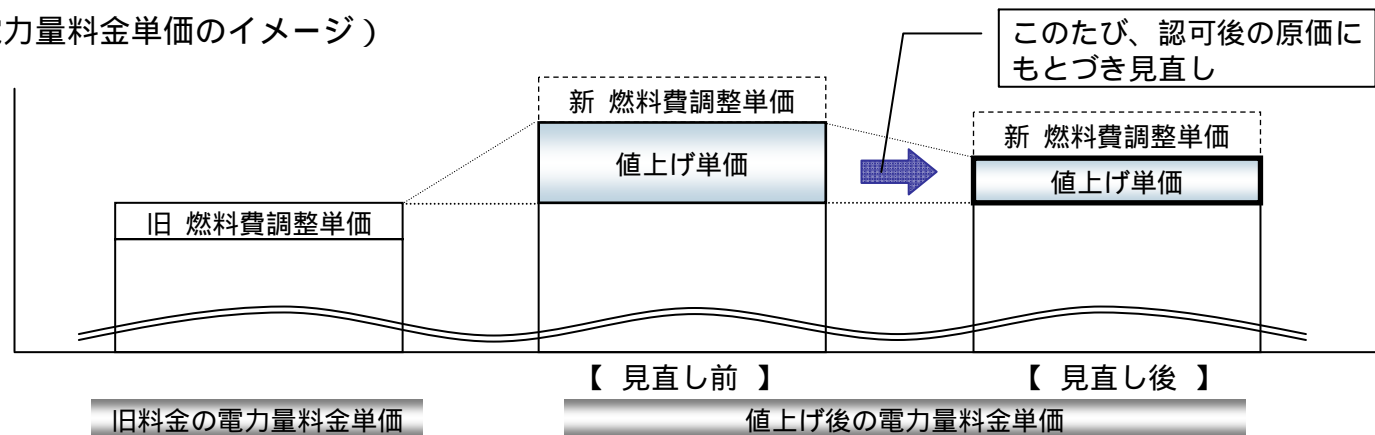 力量料金単価のイメージ)
このたび、認可後の原価に
もとづき見直し
新 燃料費調整単価
値上げ単価
新 燃料費調整単価
値上げ単価
旧 燃料費調整単価
【 見直し前 】
【 見直し後 】
旧料金の電力量料金単価
値上げ後の電力量料金単価